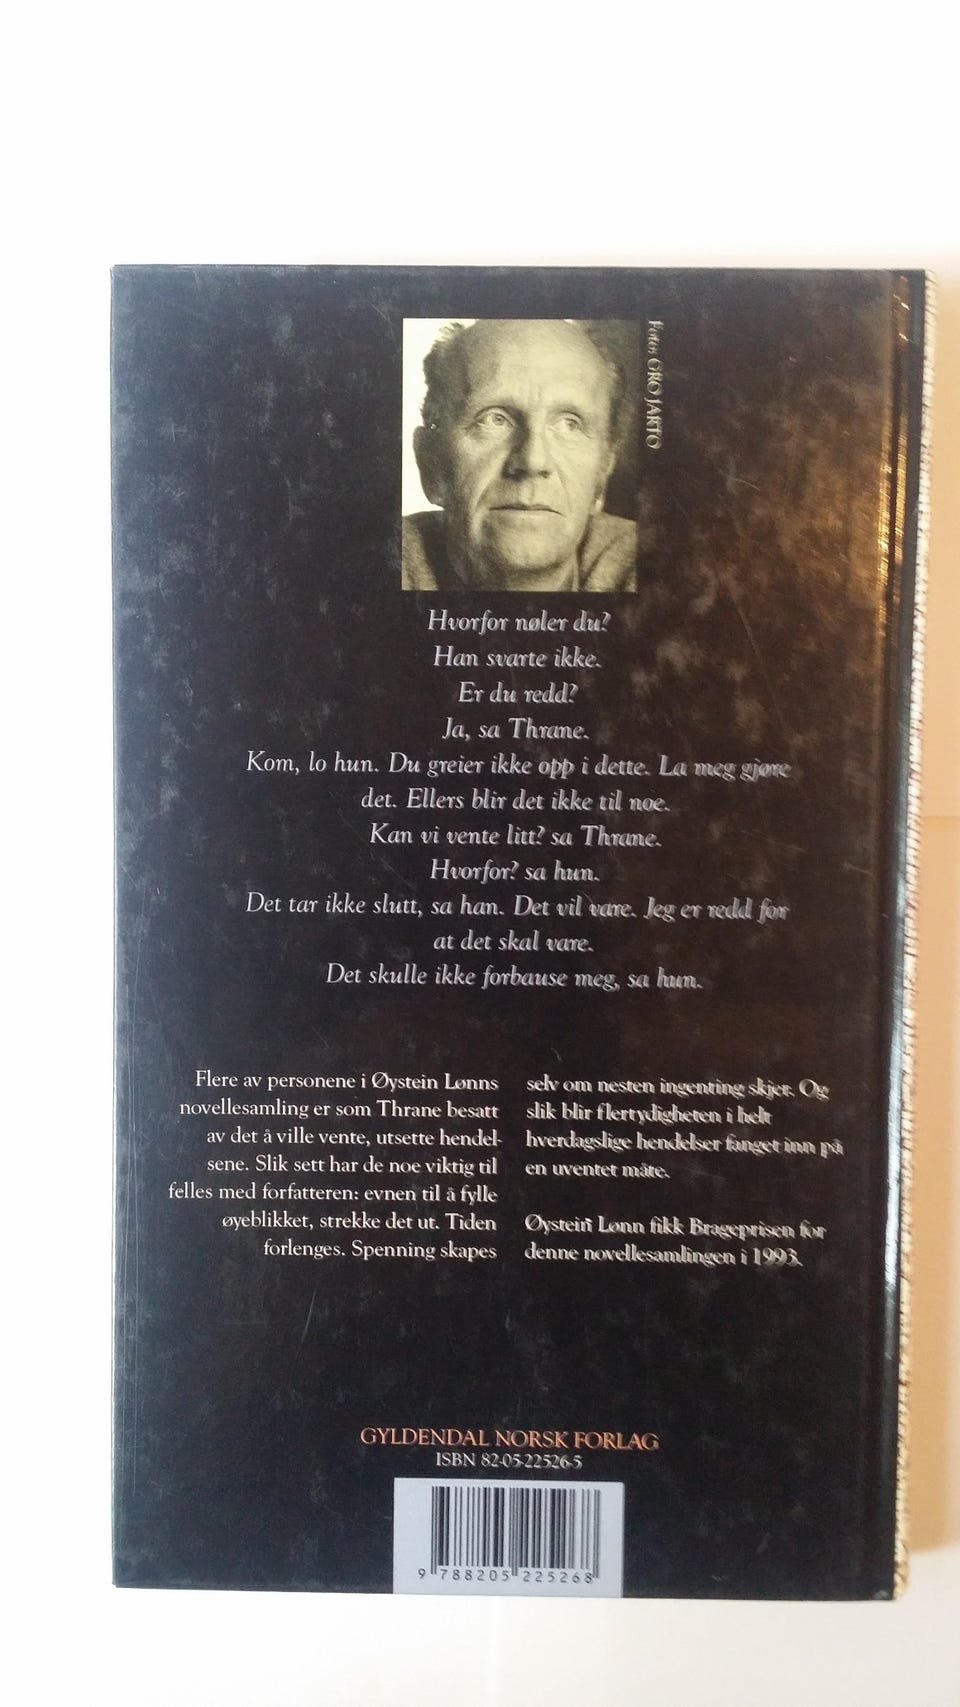 Foto: GRO JARTO
Hvorfor nøler du?
Han svarte ikke.
Er du redd?
Ja, sa Thrane.
Kom, lo hun. Du greier ikke opp i dette. La meg gjøre
det. Ellers blir det ikke til noe.
Kan vi vente litt? sa Thrane.
Hvorfor? sa hun.
Det tar ikke slutt, sa han. Det vil vare. Jeg er redd for
at det skal vare.
Det skulle ikke forbause meg, sa hun.
Flere av personene i Øystein Lønns
novellesamling er som Thrane besatt
av det å ville vente, utsette hendel-
sene. Slik sett har de noe viktig til
felles med forfatteren: evnen til å fylle
øyeblikket, strekke det ut. Tiden
forlenges. Spenning skapes
selv om nesten ingenting skjer. Og
slik blir flertydigheten i helt
hverdagslige hendelser fanget inn på
en uventet måte.
Øystein Lønn fikk Brageprisen for
denne novellesamlingen i 1993.
GYLDENDAL NORSK FORLAG
ISBN 82-05-22526-5
9 788205 225268